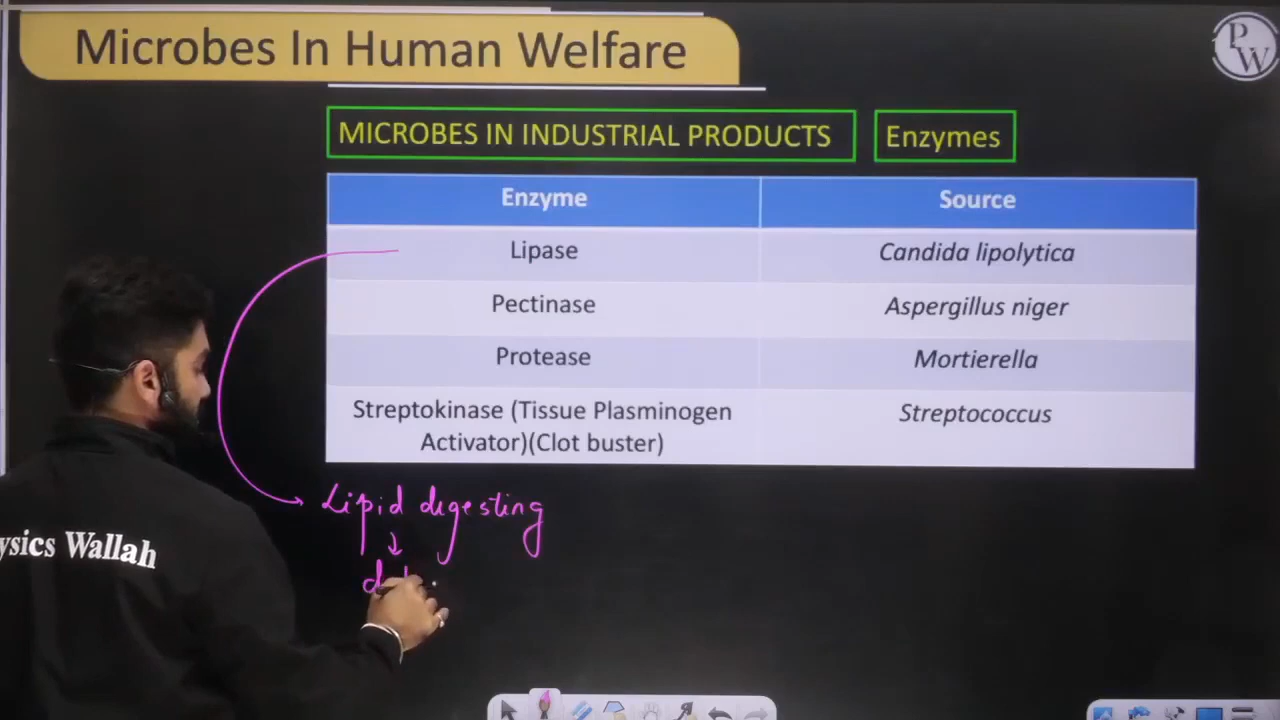 Microbes In Human Welfare
PW
MICROBES IN INDUSTRIAL PRODUCTS Enzymes
Enzyme Source
Lipase Candida lipolytica
Pectinase Aspergillus niger
Protease Mortierella
Streptokinase (Tissue Plasminogen Activator)(Clot buster) Streptococcus
Lipid digesting
ysics Wallah